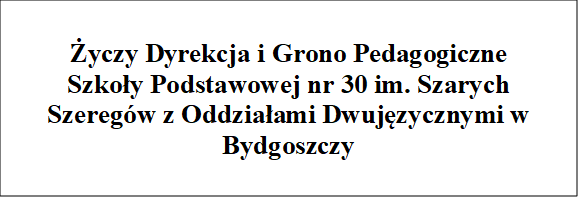 Życzy Dyrekcja i Grono Pedagogiczne
Szkoły Podstawowej nr 30 im. Szarych
Szeregów z Oddziałami Dwujęzycznymi w
Bydgoszczy